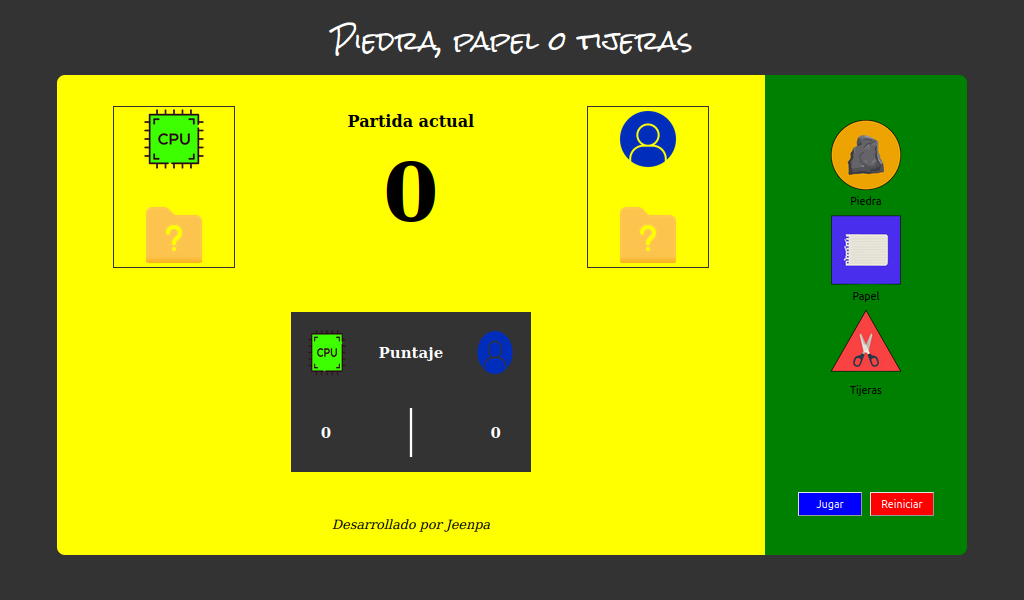 Piedra, papel o tijeras
CPU
Partida actual
0
?
?
CPU
Puntaje
0
0
Desarrollado por Jeenpa
Piedra
Papel
Tijeras
Jugar
Reiniciar